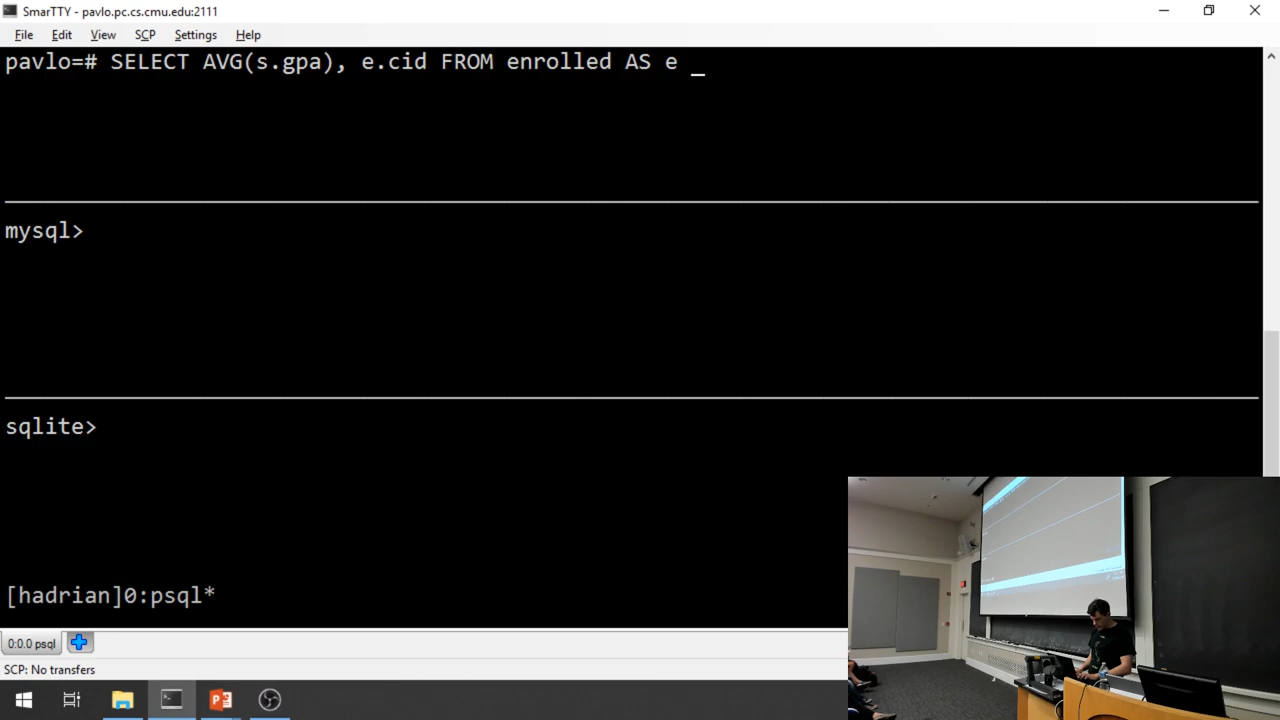 SmarTTY - pavlo.pc.cs.cmu.edu:2111
File Edit View SCP Settings Help
pavlo=# SELECT AVG(s.gpa), e.cid FROM enrolled AS e _
mysql>
sqlite>
[hadrian]0:psql*
0:0.0 psql
SCP: No transfers